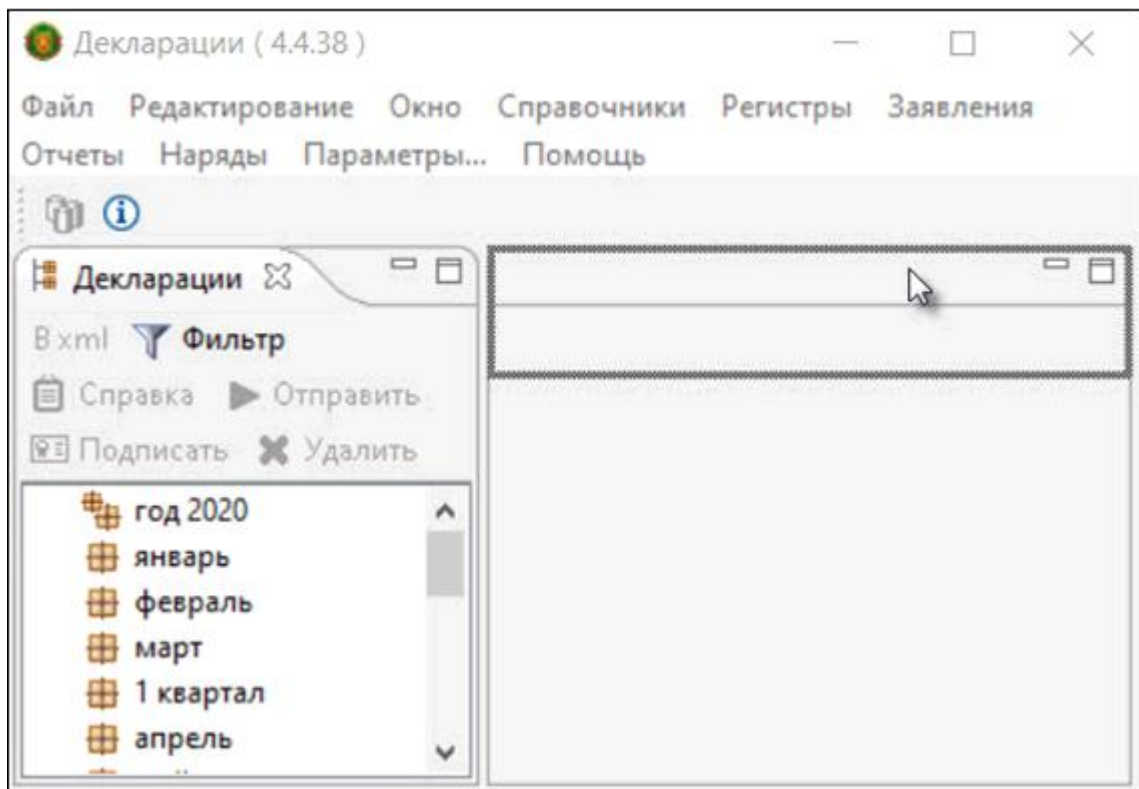 Декларации ( 4.4.38 )
Файл Редактирование Окно Справочники Регистры Заявления
Отчеты Наряды Параметры... Помощь
Декларации
В xml Фильтр
Справка Отправить
Подписать Удалить
год 2020
январь
февраль
март
1 квартал
апрель